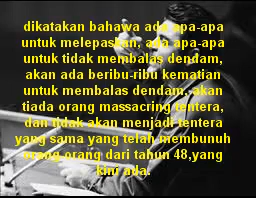 dikatakan bahawa ada apa-apa
untuk melepaskan, ada apa-apa
untuk tidak membalas dendam,
akan ada beribu-ribu kematian
untuk membalas dendam, akan
tiada orang massacring tentera,
dan tidak akan menjadi tentera
yang sama yang telah membunuh
orang-orang dari tahun 48,yang
kini ada.